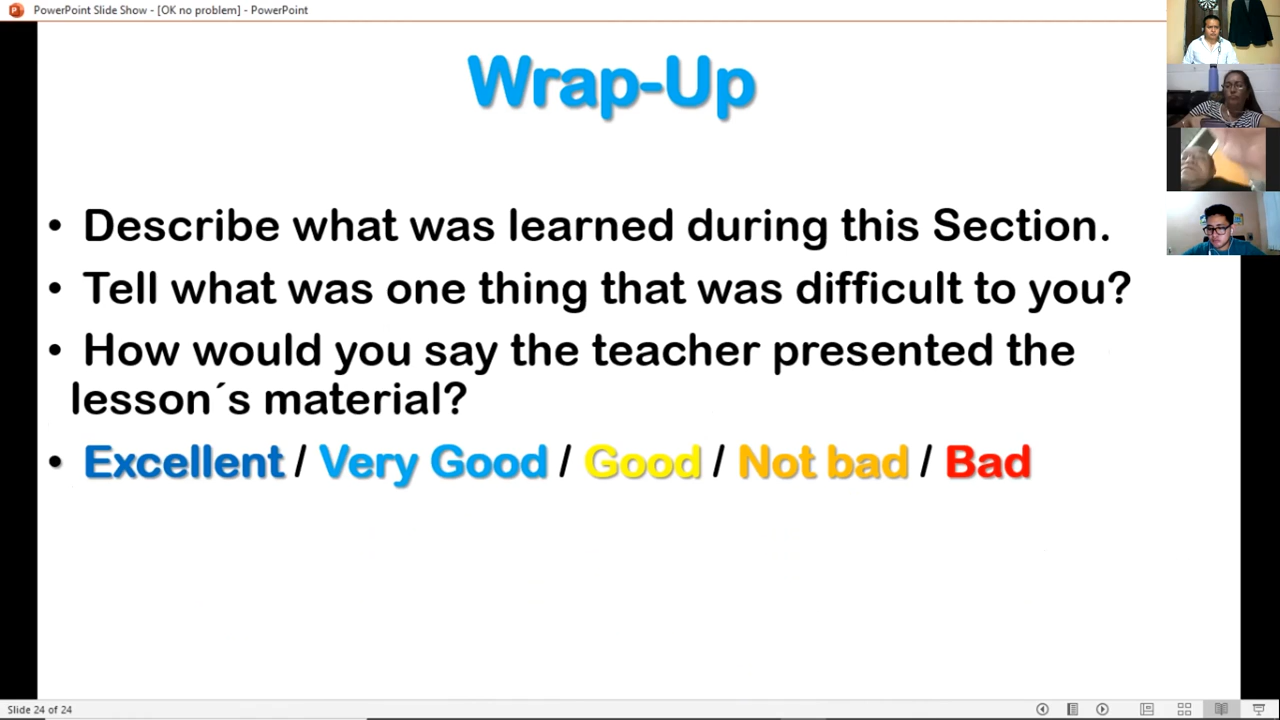 PowerPoint Slide Show - [OK no problem] - PowerPoint
Wrap-Up
• Describe what was learned during this Section.
• Tell what was one thing that was difficult to you?
• How would you say the teacher presented the
lesson´s material?
• Excellent / Very Good / Good / Not bad / Bad
Slide 24 of 24